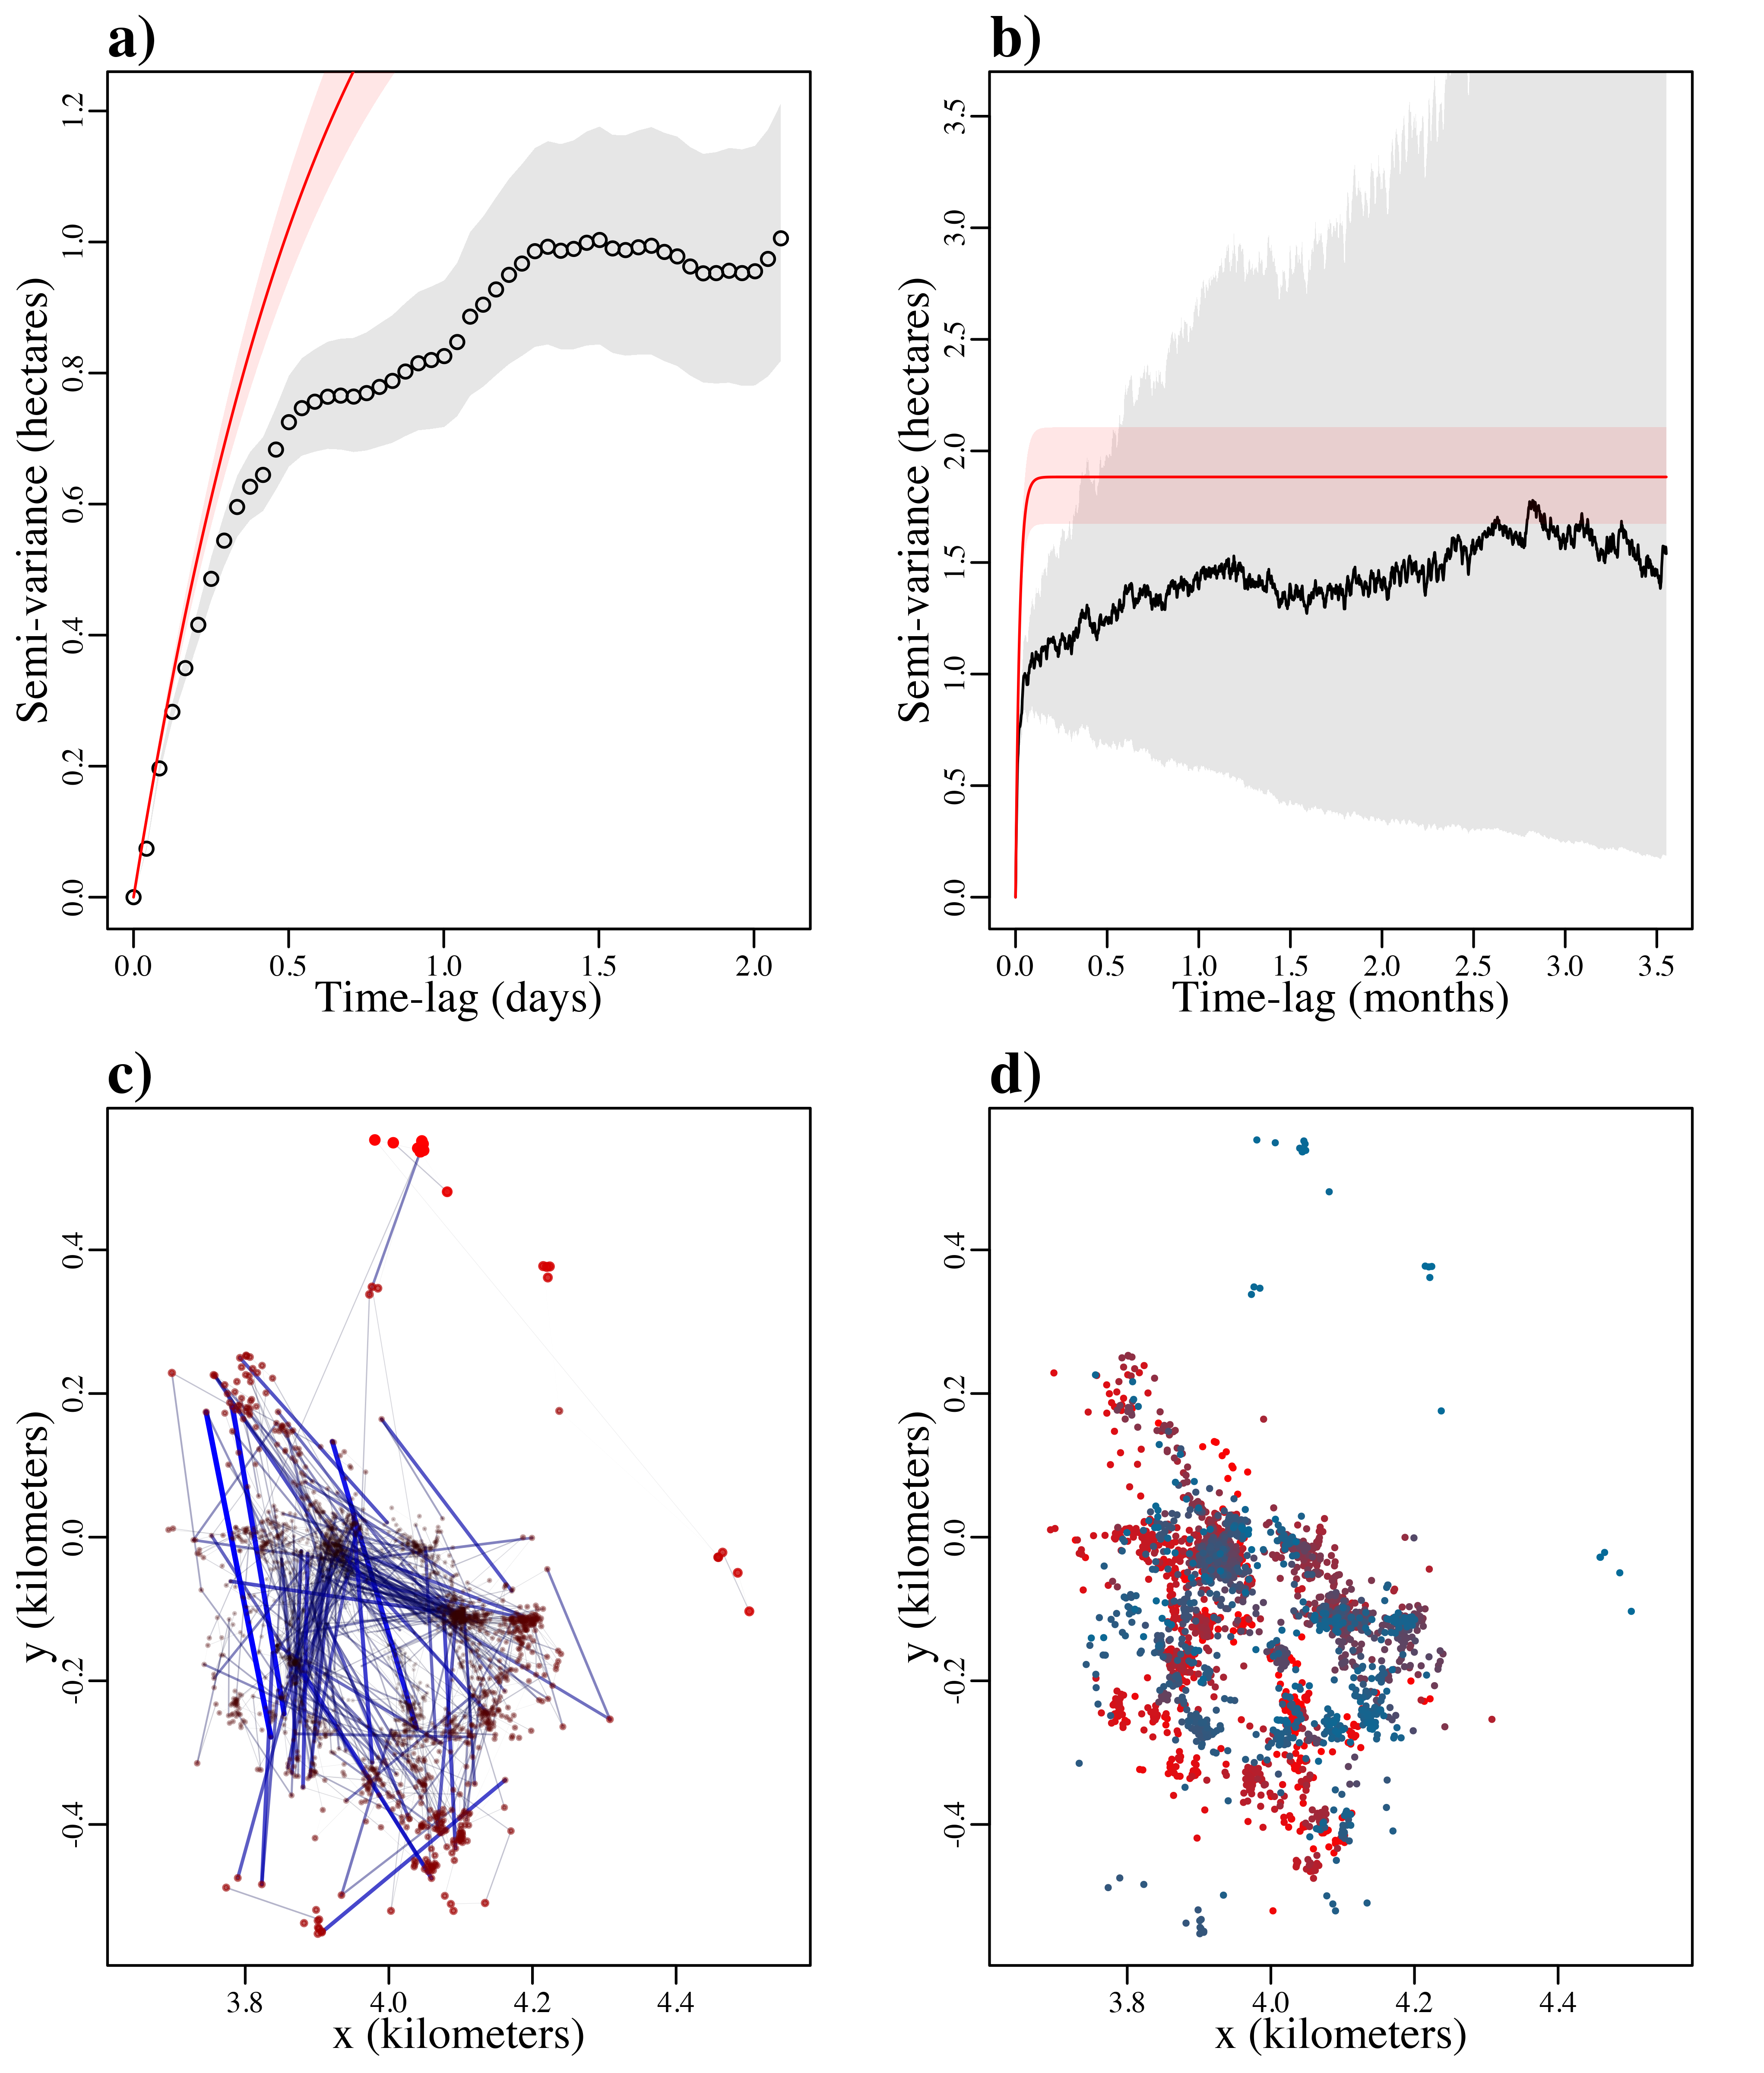 a)
Semi-variance (hectares)
0.0 0.2 0.4 0.6 0.8 1.0 1.2
0.0 0.5 1.0 1.5 2.0
Time-lag (days)
b)
Semi-variance (hectares)
0.0 0.5 1.0 1.5 2.0 2.5 3.0 3.5
0.0 0.5 1.0 1.5 2.0 2.5 3.0 3.5
Time-lag (months)
c)
y (kilometers)
-0.4 -0.2 0.0 0.2 0.4
3.8 4.0 4.2 4.4
x (kilometers)
d)
y (kilometers)
-0.4 -0.2 0.0 0.2 0.4
3.8 4.0 4.2 4.4
x (kilometers)